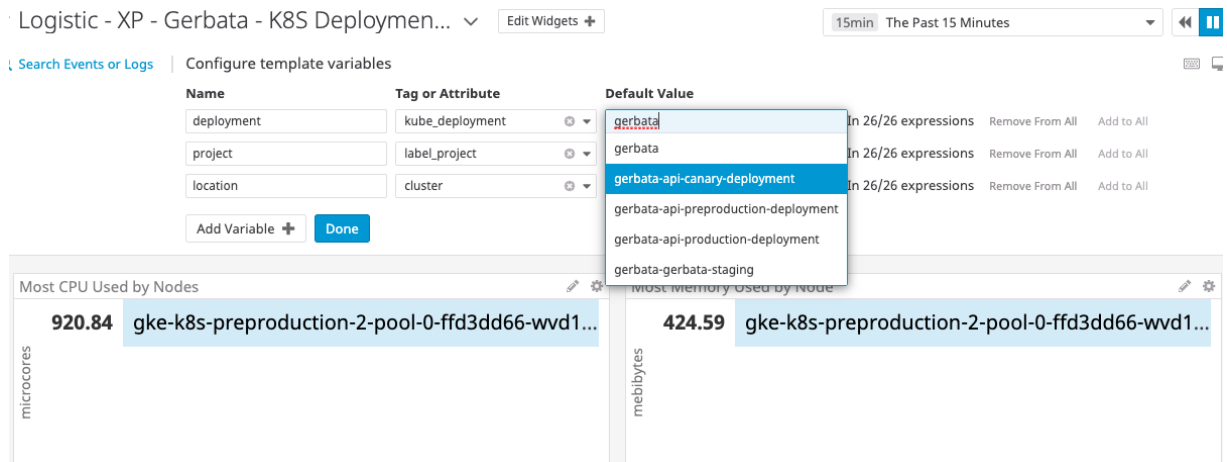 Logistic - XP - Gerbata - K8S Deploymen...
Edit Widgets +
15min The Past 15 Minutes
Search Events or Logs
Configure template variables
Name Tag or Attribute Default Value
deployment kube_deployment gerbata In 26/26 expressions Remove From All Add to All
project label_project gerbata In 26/26 expressions Remove From All Add to All
location cluster gerbata-api-canary-deployment In 26/26 expressions Remove From All Add to All
gerbata-api-preproduction-deployment
Add Variable + Done gerbata-api-production-deployment
gerbata-gerbata-staging
Most CPU Used by Nodes
920.84 gke-k8s-preproduction-2-pool-0-ffd3dd66-wvd1...
microcores
Most Memory Used by Node
424.59 gke-k8s-preproduction-2-pool-0-ffd3dd66-wvd1...
mebibytes